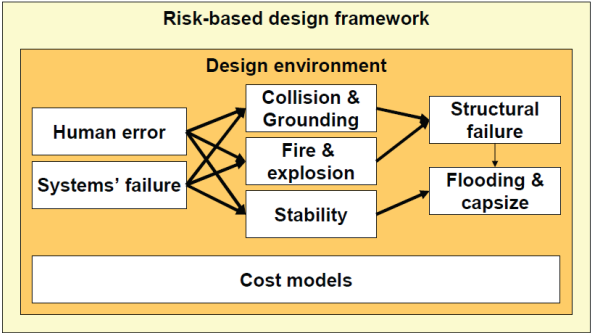 Risk-based design framework
Design environment
Human error
Systems’ failure
Collision &
Grounding
Fire &
explosion
Stability
Structural
failure
Flooding &
capsize
Cost models